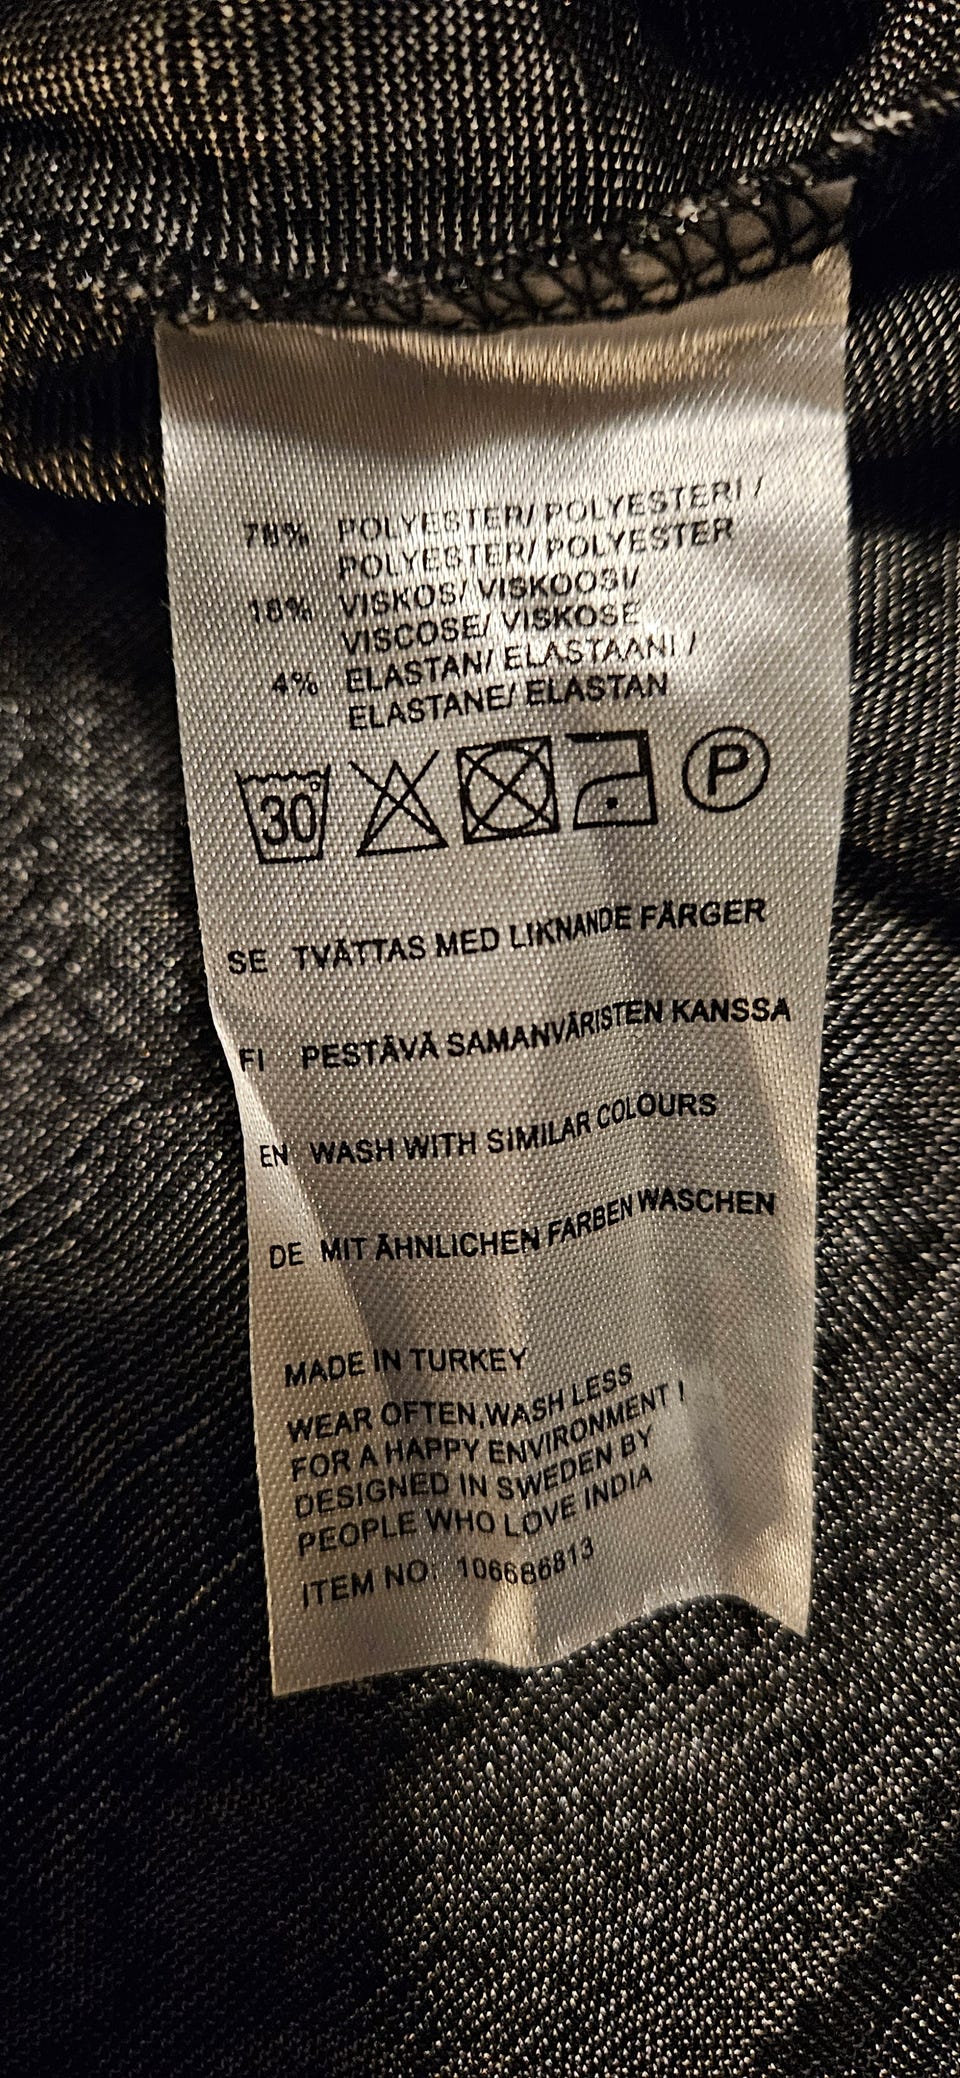 78% POLYESTER/ POLYESTERI /
POLYESTER/ POLYESTER
18% VISKOS/ VISKOOSI/
VISCOSE/ VISKOSE
4% ELASTAN/ ELASTAANI /
ELASTANE/ ELASTAN
30° P
SE TVÄTTAS MED LIKNANDE FÄRGER
FI PESTÄVÄ SAMANVÄRISTEN KANSSA
EN WASH WITH SIMILAR COLOURS
DE MIT ÄHNLICHEN FARBEN WASCHEN
MADE IN TURKEY
WEAR OFTEN,WASH LESS
FOR A HAPPY ENVIRONMENT !
DESIGNED IN SWEDEN BY
PEOPLE WHO LOVE INDIA
ITEM NO: 106686813